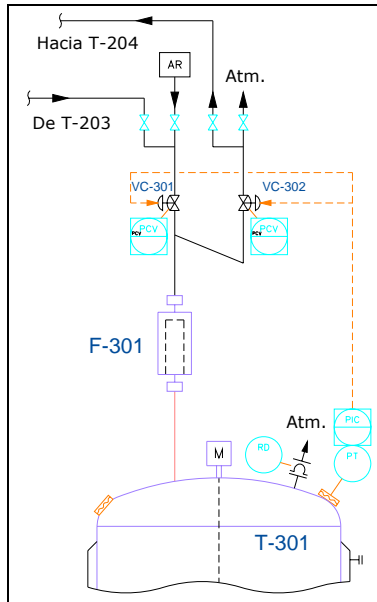 Hacia T-204
AR
Atm.
De T-203
VC-301
VC-302
PCV
PCV
PCV
PCV
F-301
Atm.
PIC
RD
PT
M
T-301